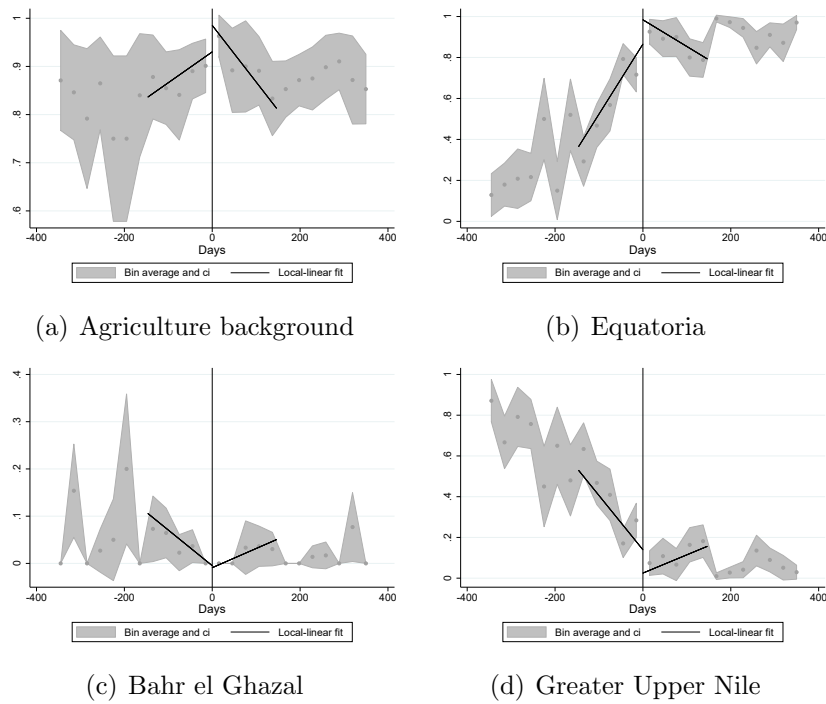 1
.9
.8
.7
.6
-400 -200 0 200 400
Days
Bin average and ci Local-linear fit
(a) Agriculture background
1
.8
.6
.4
.2
0
-400 -200 0 200 400
Days
Bin average and ci Local-linear fit
(b) Equatoria
.4
.3
.2
.1
0
-400 -200 0 200 400
Days
Bin average and ci Local-linear fit
(c) Bahr el Ghazal
1
.8
.6
.4
.2
0
-400 -200 0 200 400
Days
Bin average and ci Local-linear fit
(d) Greater Upper Nile